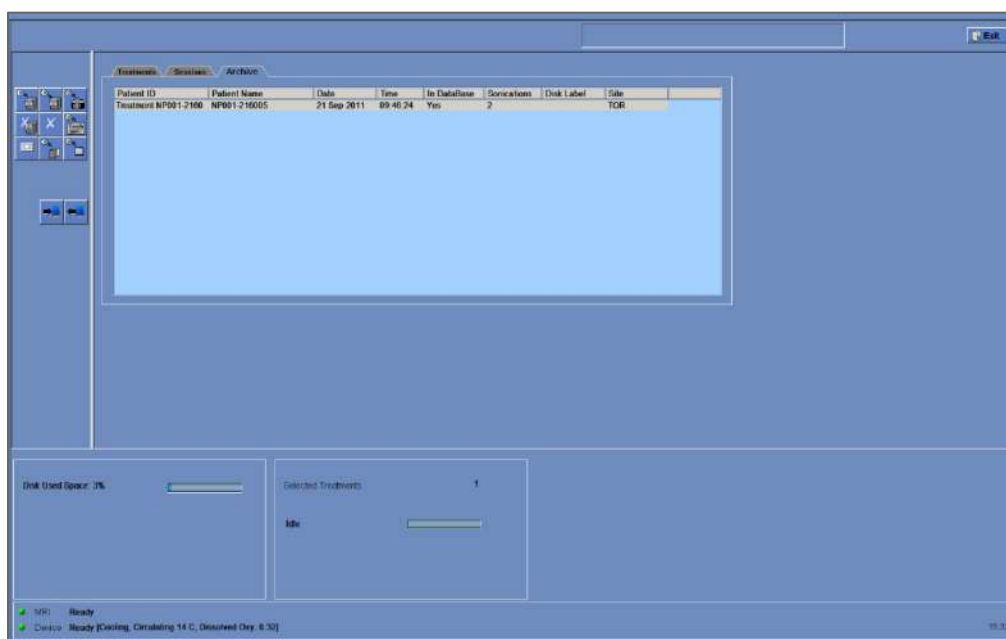 Exit
Treatments Sessions Archive
Patient ID Patient Name Date Time In DataBase Sonications Disk Label Site
Treatment NP001-2160 NP001-216005 21 Sep 2011 09:46:24 Yes 2 TOR
Disk Used Space: 3%
Selected Treatments 1
Idle
MRI Ready
Device Ready [Cooling, Circulating 14 C, Dissolved Oxy. 0.32]